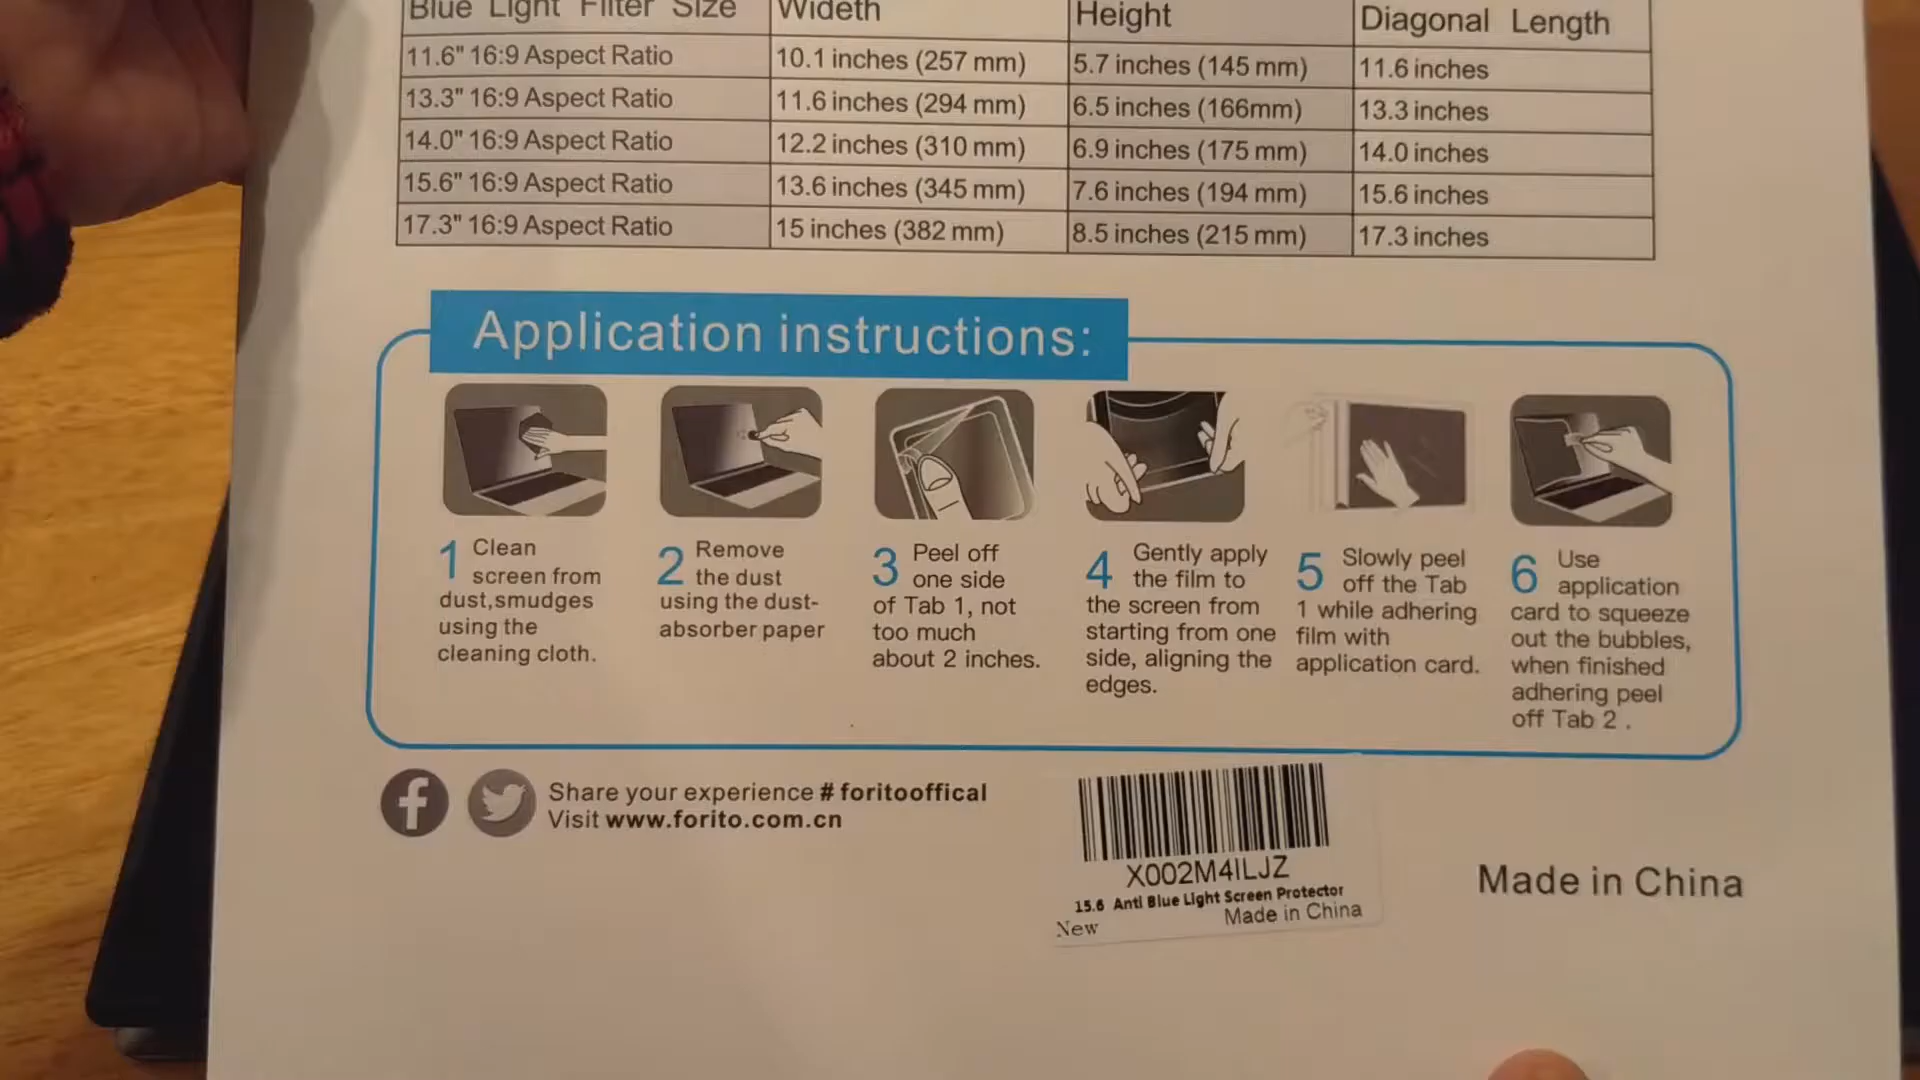 Blue Light Filter Size Wideth Height Diagonal Length
11.6" 16:9 Aspect Ratio 10.1 inches (257 mm) 5.7 inches (145 mm) 11.6 inches
13.3" 16:9 Aspect Ratio 11.6 inches (294 mm) 6.5 inches (166mm) 13.3 inches
14.0" 16:9 Aspect Ratio 12.2 inches (310 mm) 6.9 inches (175 mm) 14.0 inches
15.6" 16:9 Aspect Ratio 13.6 inches (345 mm) 7.6 inches (194 mm) 15.6 inches
17.3" 16:9 Aspect Ratio 15 inches (382 mm) 8.5 inches (215 mm) 17.3 inches
Application instructions:
1 Clean
screen from
dust,smudges
using the
cleaning cloth.
2 Remove
the dust
using the dust-
absorber paper
3 Peel off
one side
of Tab 1, not
too much
about 2 inches.
4 Gently apply
the film to
the screen from
starting from one
side, aligning the
edges.
5 Slowly peel
off the Tab
1 while adhering
film with
application card.
6 Use
application
card to squeeze
out the bubbles,
when finished
adhering peel
off Tab 2 .
Share your experience # foritooffical
Visit www.forito.com.cn
X002M4ILJZ
15.6 Anti Blue Light Screen Protector
Made in China
New
Made in China